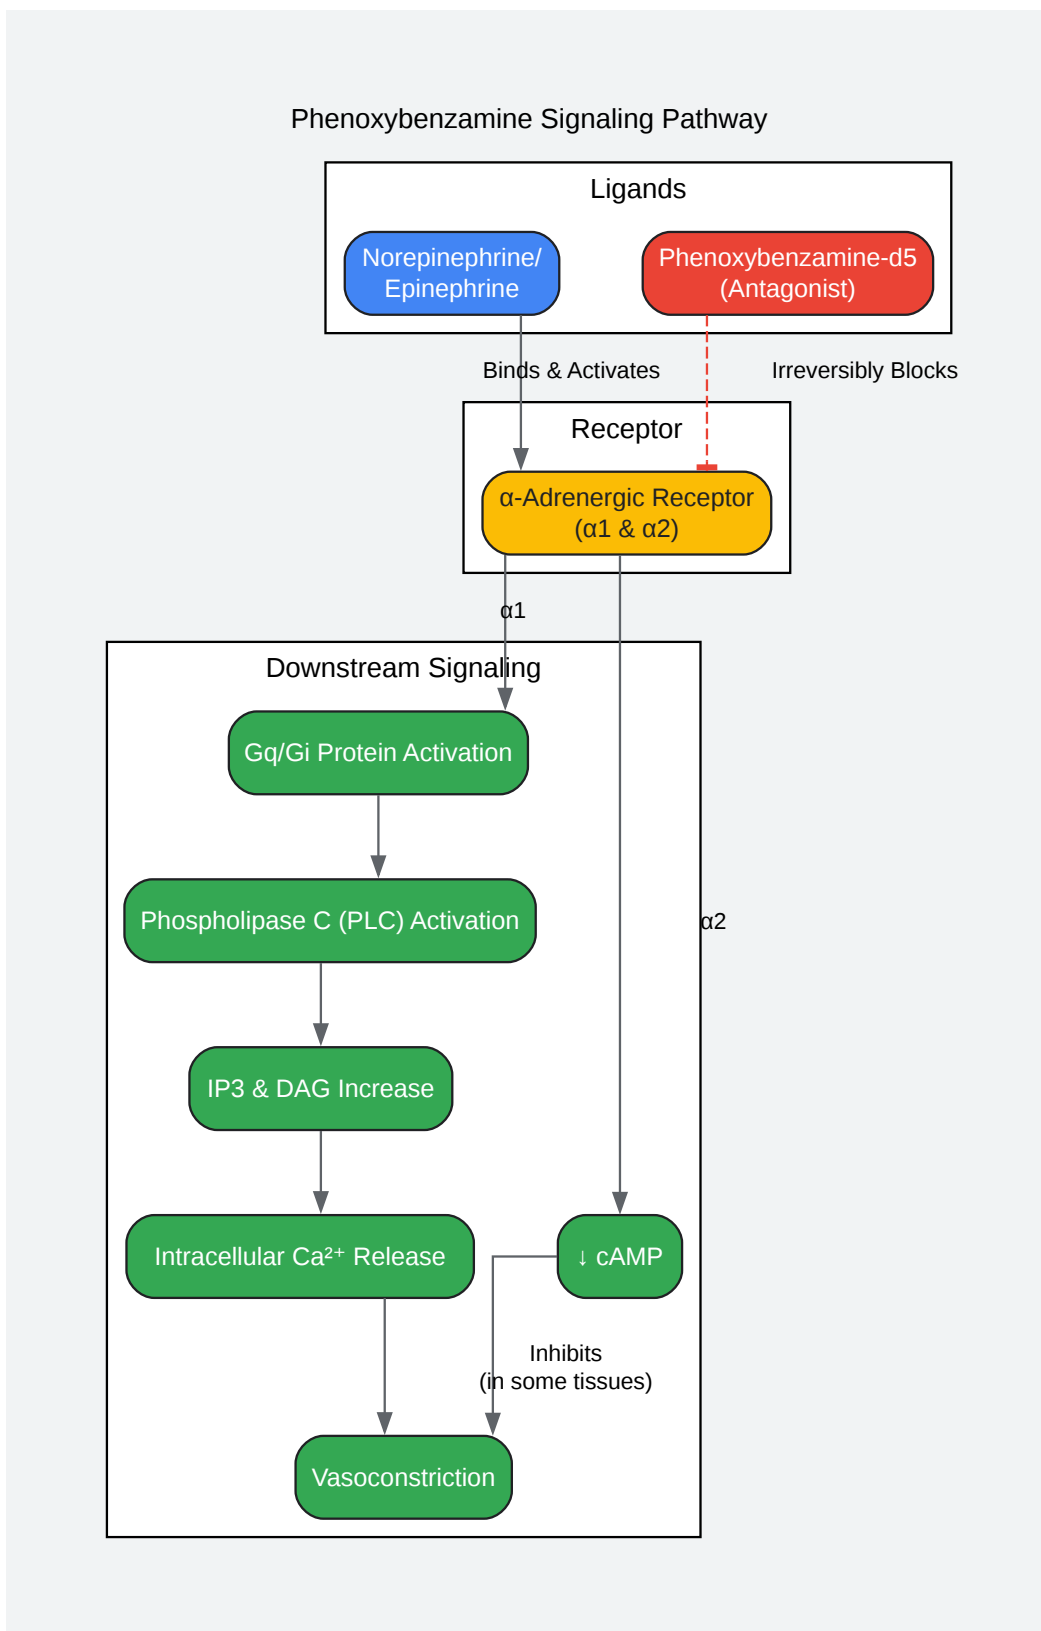 Phenoxybenzamine Signaling Pathway
Ligands
Norepinephrine/
Epinephrine
Phenoxybenzamine-d5
(Antagonist)
Binds & Activates
Irreversibly Blocks
Receptor
α-Adrenergic Receptor
(α1 & α2)
α1
Downstream Signaling
Gq/Gi Protein Activation
Phospholipase C (PLC) Activation
α2
IP3 & DAG Increase
Intracellular Ca²⁺ Release
↓ cAMP
Inhibits
(in some tissues)
Vasoconstriction